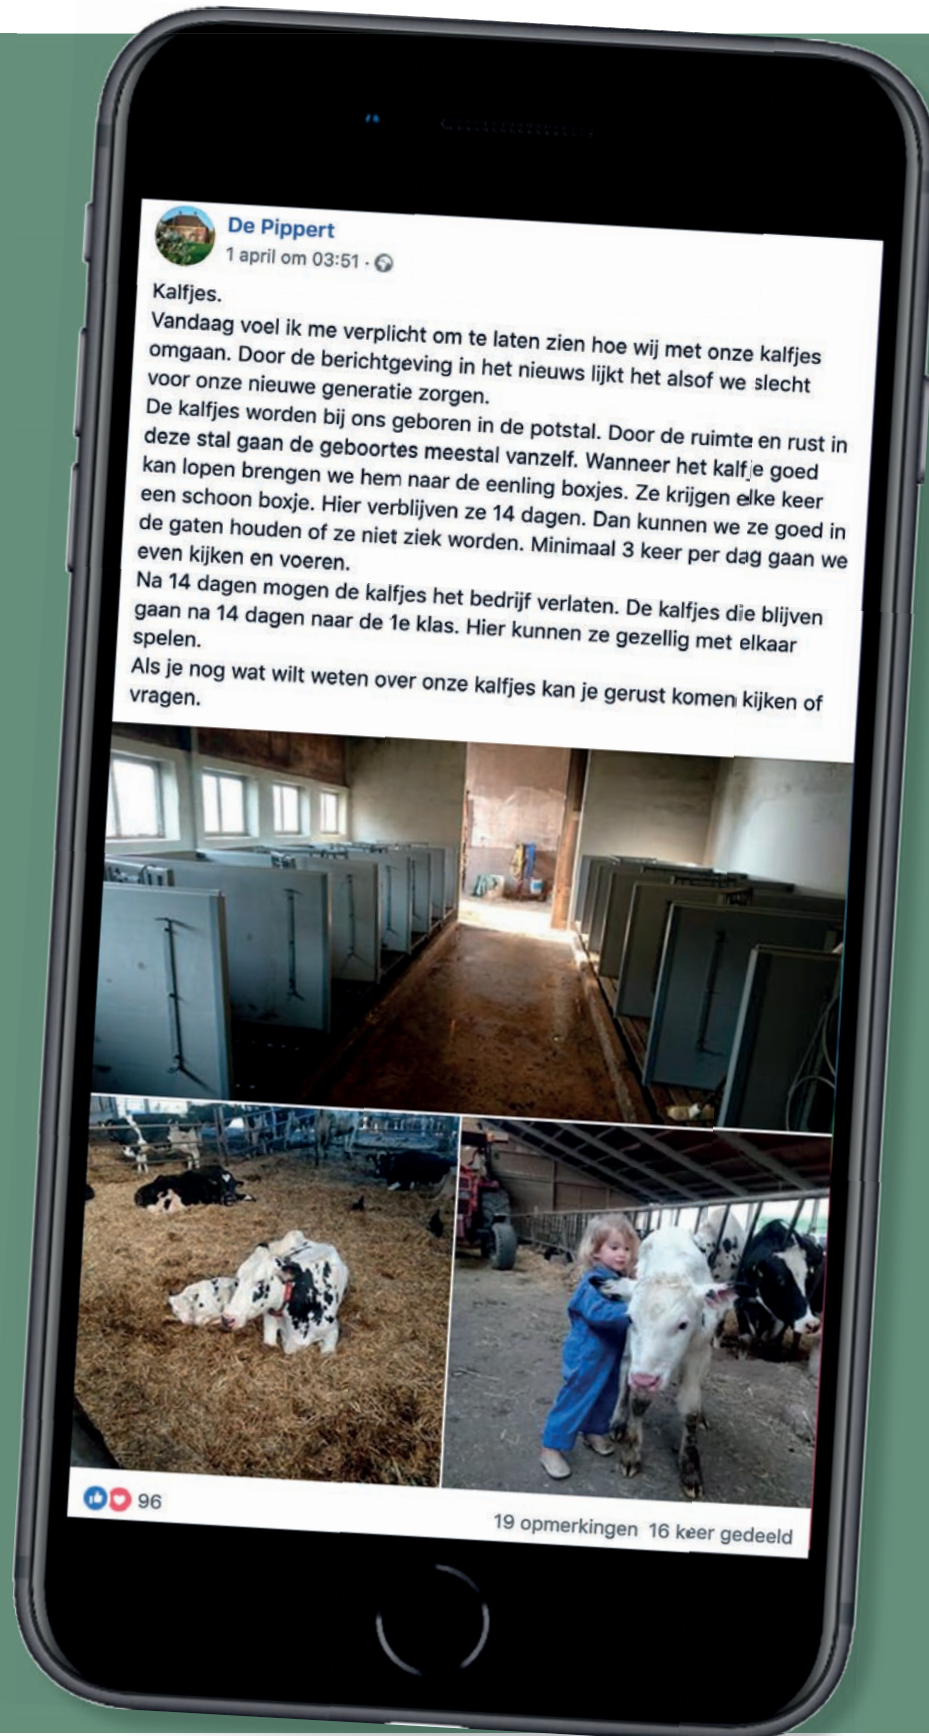 De Pippert
1 april om 03:51 ·
Kalfjes.
Vandaag voel ik me verplicht om te laten zien hoe wij met onze kalfjes
omgaan. Door de berichtgeving in het nieuws lijkt het alsof we slecht
voor onze nieuwe generatie zorgen.
De kalfjes worden bij ons geboren in de potstal. Door de ruimte en rust in
deze stal gaan de geboortes meestal vanzelf. Wanneer het kalfje goed
kan lopen brengen we hem naar de eenling boxjes. Ze krijgen elke keer
een schoon boxje. Hier verblijven ze 14 dagen. Dan kunnen we ze goed in
de gaten houden of ze niet ziek worden. Minimaal 3 keer per dag gaan we
even kijken en voeren.
Na 14 dagen mogen de kalfjes het bedrijf verlaten. De kalfjes die blijven
gaan na 14 dagen naar de 1e klas. Hier kunnen ze gezellig met elkaar
spelen.
Als je nog wat wilt weten over onze kalfjes kan je gerust komen kijken of
vragen.
96
19 opmerkingen 16 keer gedeeld